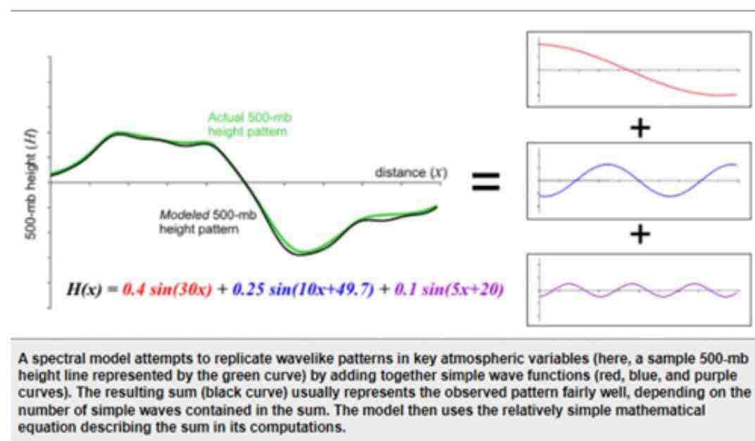 Actual 500-mb
height pattern
distance (x)
500-mb height (H)
Modeled 500-mb
height pattern
H(x) = 0.4 sin(30x) + 0.25 sin(10x+49.7) + 0.1 sin(5x+20)
=
+
+
A spectral model attempts to replicate wavelike patterns in key atmospheric variables (here, a sample 500-mb
height line represented by the green curve) by adding together simple wave functions (red, blue, and purple
curves). The resulting sum (black curve) usually represents the observed pattern fairly well, depending on the
number of simple waves contained in the sum. The model then uses the relatively simple mathematical
equation describing the sum in its computations.